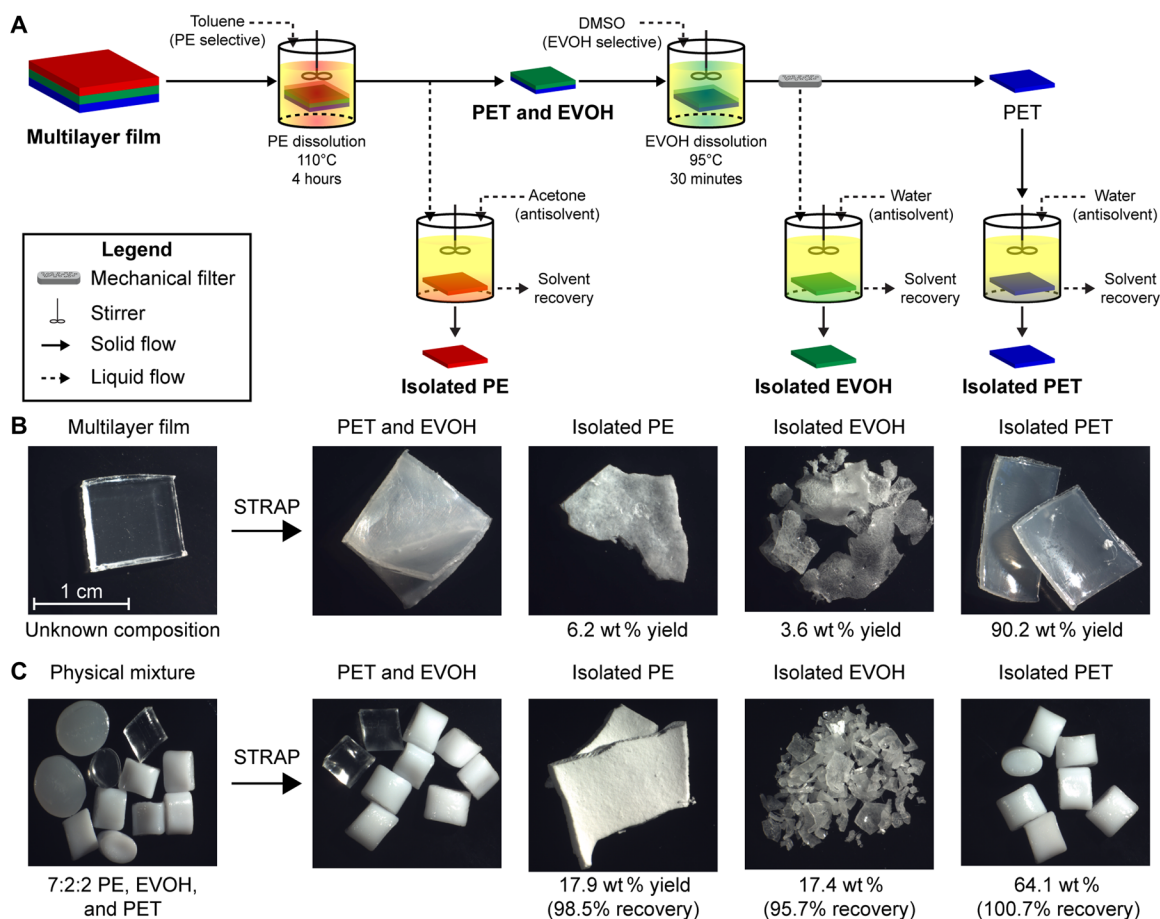 A
Toluene
(PE selective)
DMSO
(EVOH selective)
Multilayer film
PE dissolution
110°C
4 hours
PET and EVOH
EVOH dissolution
95°C
30 minutes
PET
Acetone
(antisolvent)
Water
(antisolvent)
Water
(antisolvent)
Legend
Mechanical filter
Stirrer
Solid flow
Liquid flow
Solvent
recovery
Solvent
recovery
Solvent
recovery
Isolated PE
Isolated EVOH
Isolated PET
B
Multilayer film
PET and EVOH
Isolated PE
Isolated EVOH
Isolated PET
STRAP
1 cm
Unknown composition
6.2 wt % yield
3.6 wt % yield
90.2 wt % yield
C
Physical mixture
PET and EVOH
Isolated PE
Isolated EVOH
Isolated PET
STRAP
7:2:2 PE, EVOH,
and PET
17.9 wt % yield
(98.5% recovery)
17.4 wt %
(95.7% recovery)
64.1 wt %
(100.7% recovery)